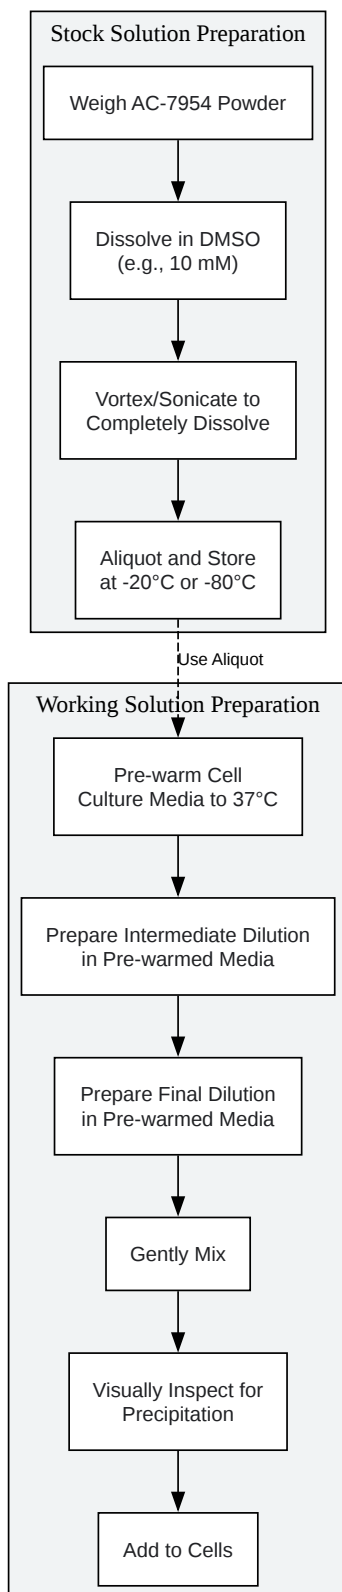 Stock Solution Preparation
Weigh AC-7954 Powder
Dissolve in DMSO
(e.g., 10 mM)
Vortex/Sonicate to
Completely Dissolve
Aliquot and Store
at -20°C or -80°C
Use Aliquot
Working Solution Preparation
Pre-warm Cell
Culture Media to 37°C
Prepare Intermediate Dilution
in Pre-warmed Media
Prepare Final Dilution
in Pre-warmed Media
Gently Mix
Visually Inspect for
Precipitation
Add to Cells